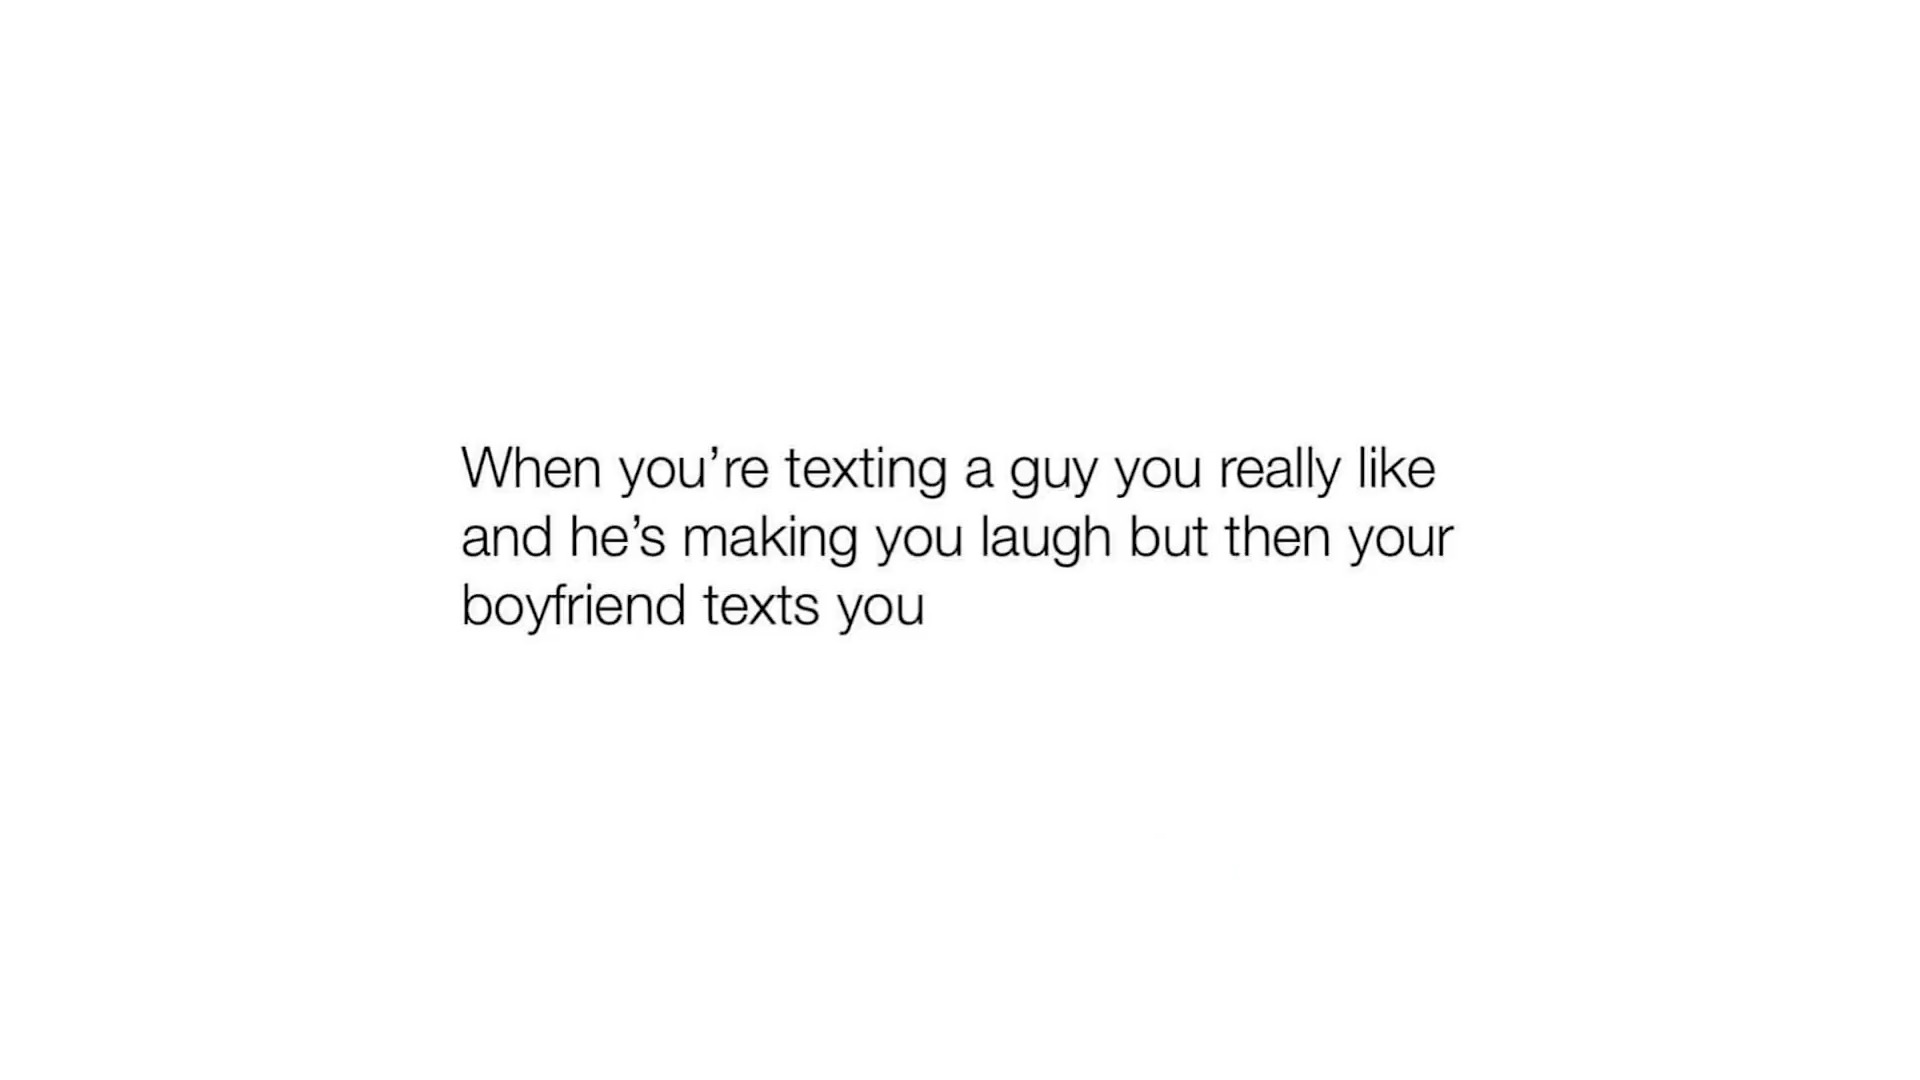 When you’re texting a guy you really like
and he’s making you laugh but then your
boyfriend texts you